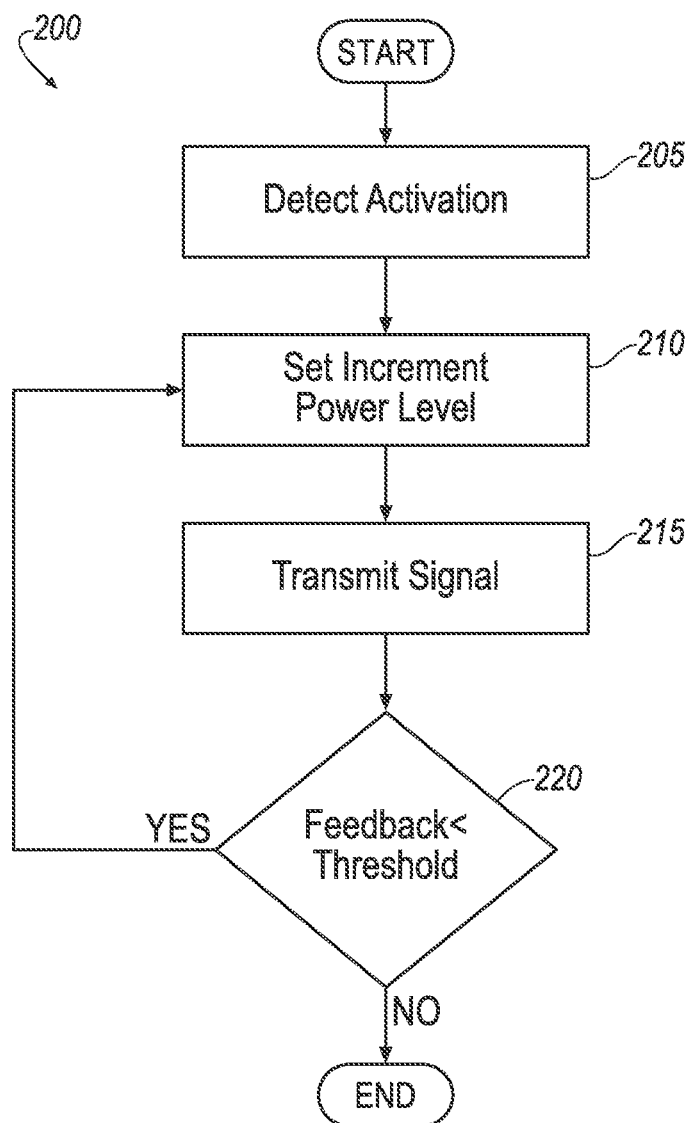 200
START
205
Detect Activation
210
Set Increment
Power Level
215
Transmit Signal
220
YES
Feedback<
Threshold
NO
END